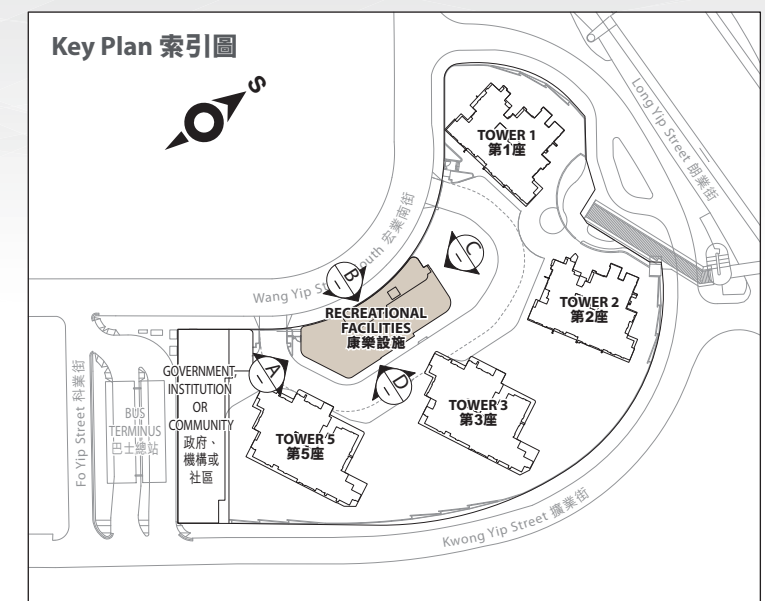 Key Plan 索引圖
S
Long Yip Street 朗業街
TOWER 1
第1座
Wang Yip St outh 宏業南街
B
C
RECREATIONAL
FACILITIES
康樂設施
TOWER 2
第2座
Fo Yip Street 科業街
BUS
TERMINUS
巴士總站
GOVERNMENT
INSTITUTION
OR
COMMUNITY
政府、
機構或
社區
A
D
TOWER 3
第3座
TOWER 5
第5座
Kwong Yip Street 擴業街